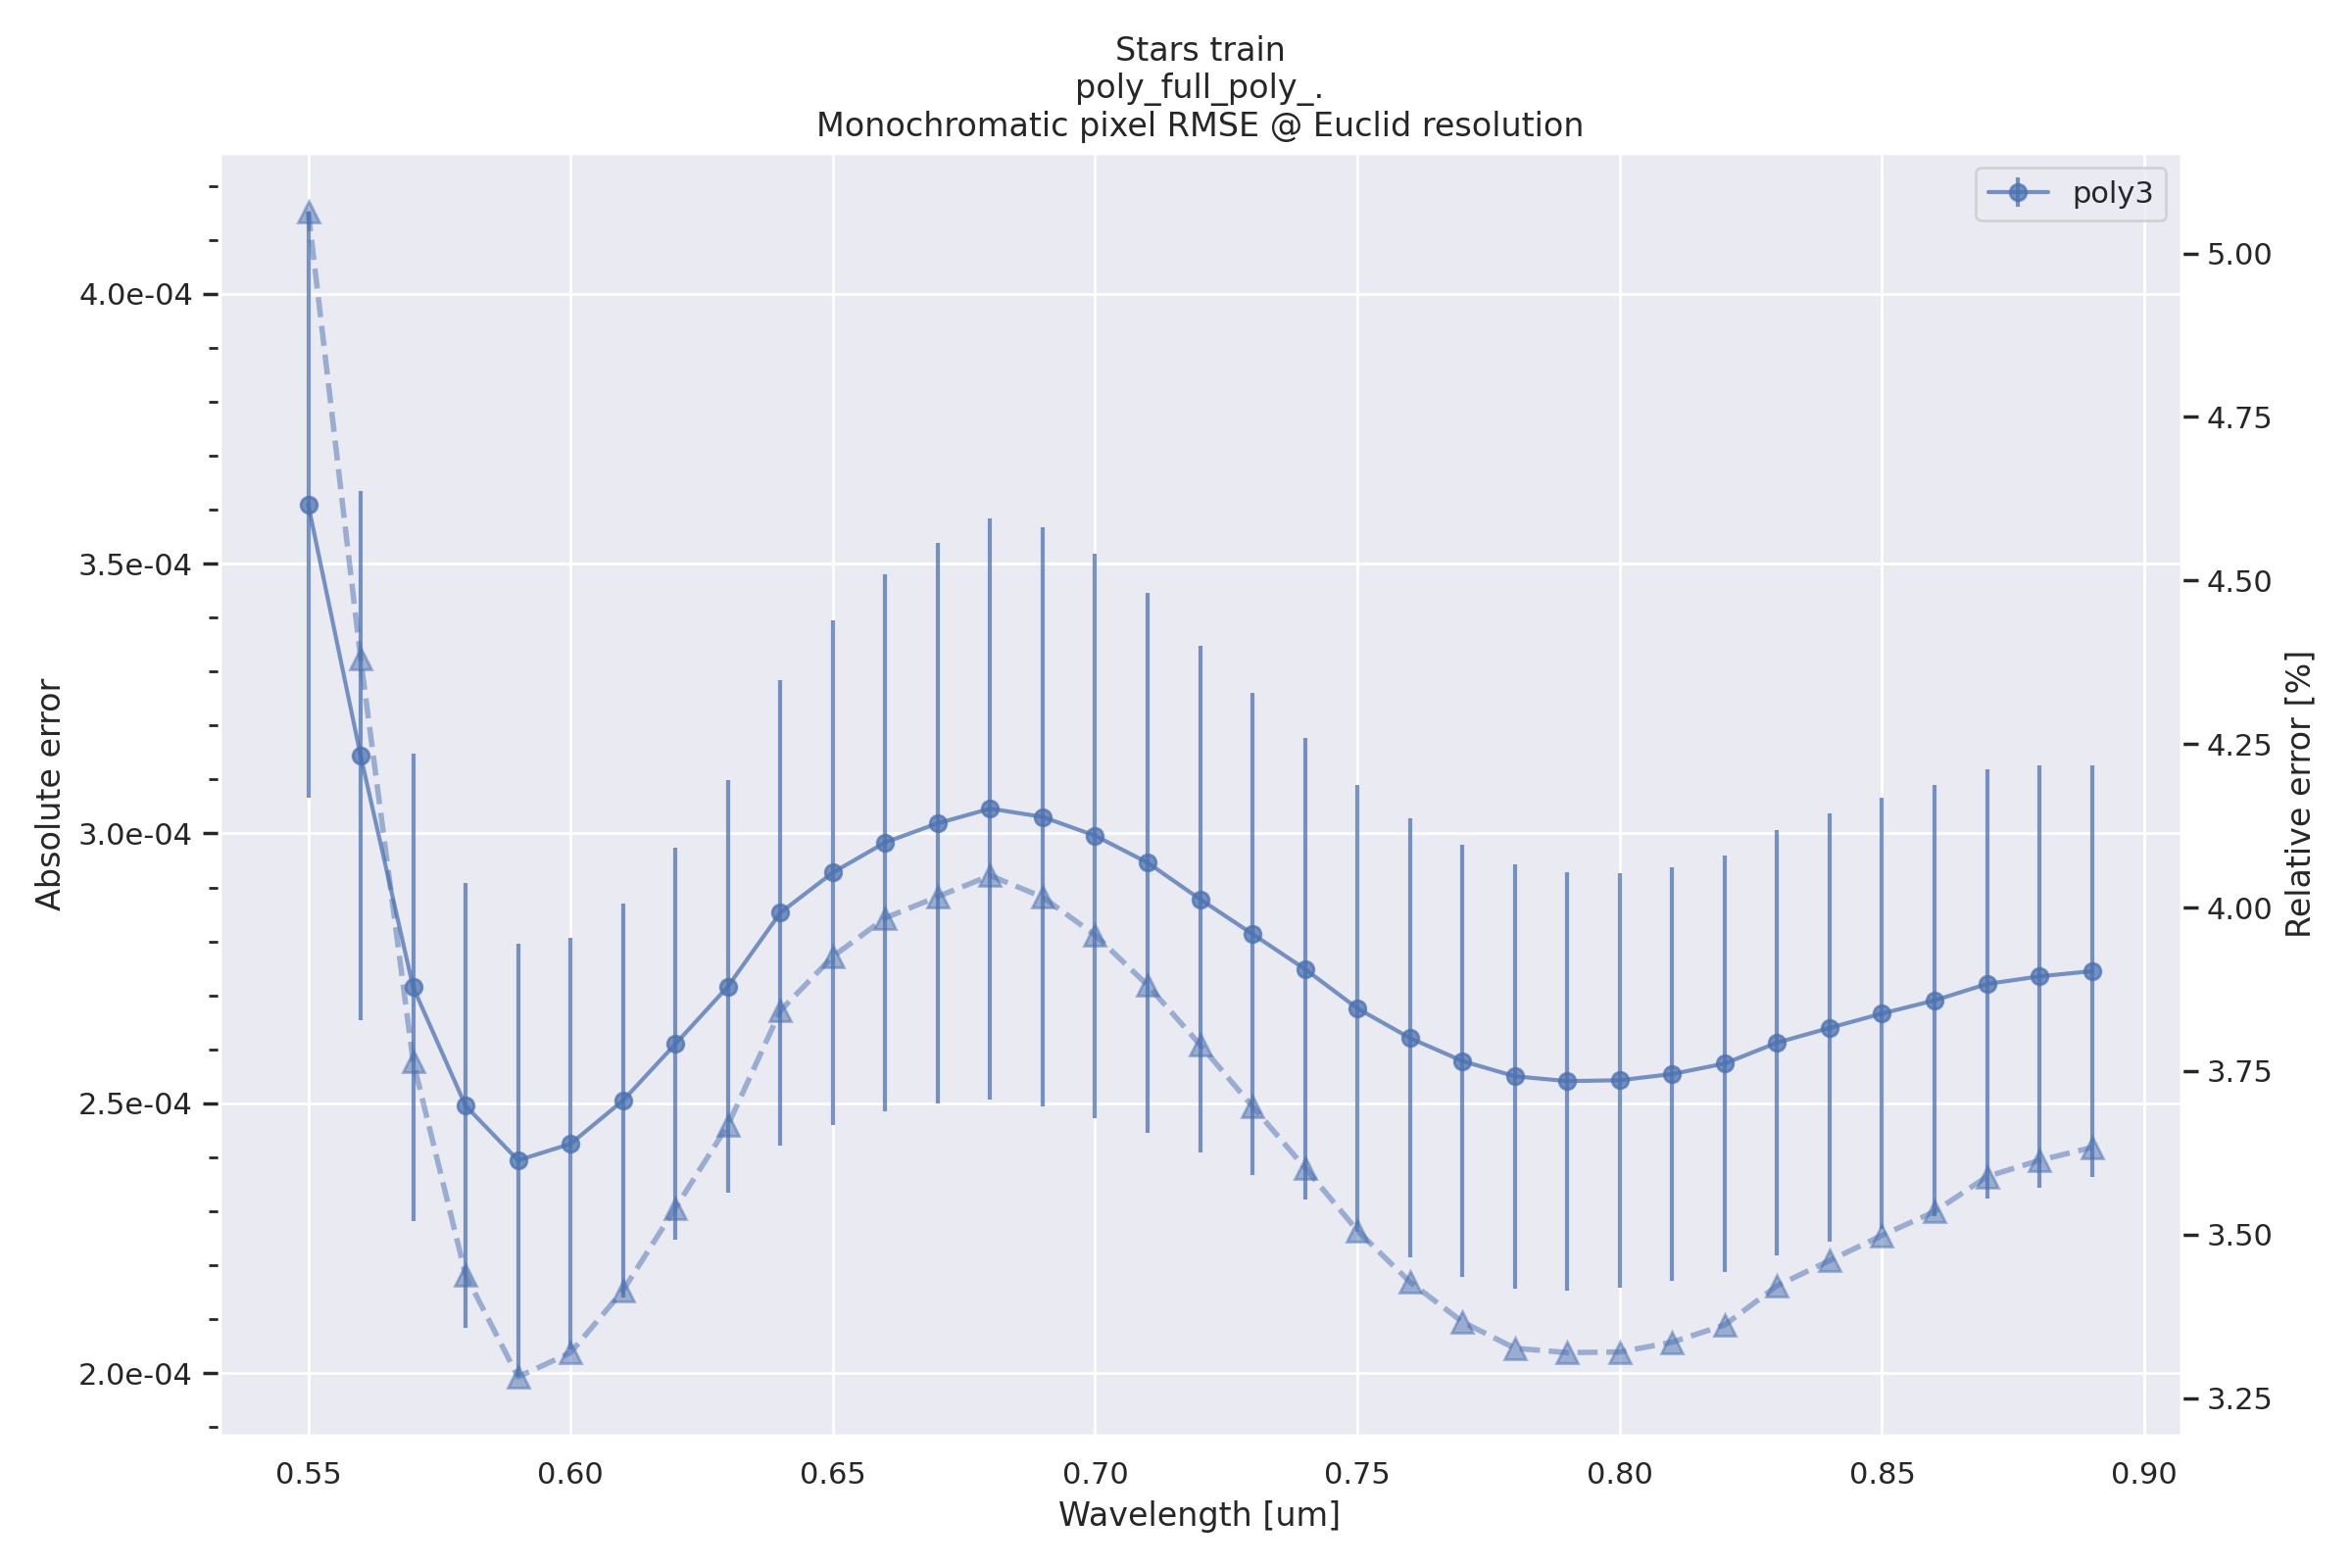 Stars train
poly_full_poly_.
Monochromatic pixel RMSE @ Euclid resolution
poly3
Absolute error
4.0e-04
3.5e-04
3.0e-04
2.5e-04
2.0e-04
Relative error [%]
5.00
4.75
4.50
4.25
4.00
3.75
3.50
3.25
0.55 0.60 0.65 0.70 0.75 0.80 0.85 0.90
Wavelength [um]